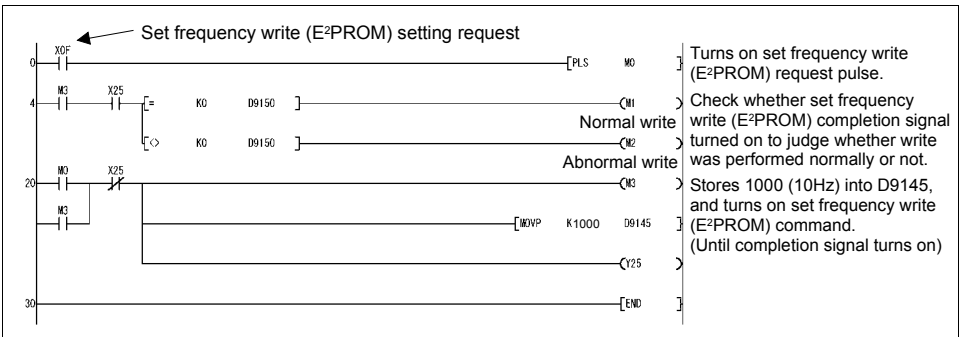 Set frequency write (E²PROM) setting request
X0F
0 [PLS M0 ]
Turns on set frequency write
(E²PROM) request pulse.
M3 X25
4 [= K0 D9150 ] (M1 )
Normal write
[<> K0 D9150 ] (M2 )
Abnormal write
Check whether set frequency
write (E²PROM) completion signal
turned on to judge whether write
was performed normally or not.
M0 X25
20 (M3 )
M3
[MOVP K1000 D9145 ]
(Y25 )
Stores 1000 (10Hz) into D9145,
and turns on set frequency write
(E²PROM) command.
(Until completion signal turns on)
30 [END ]